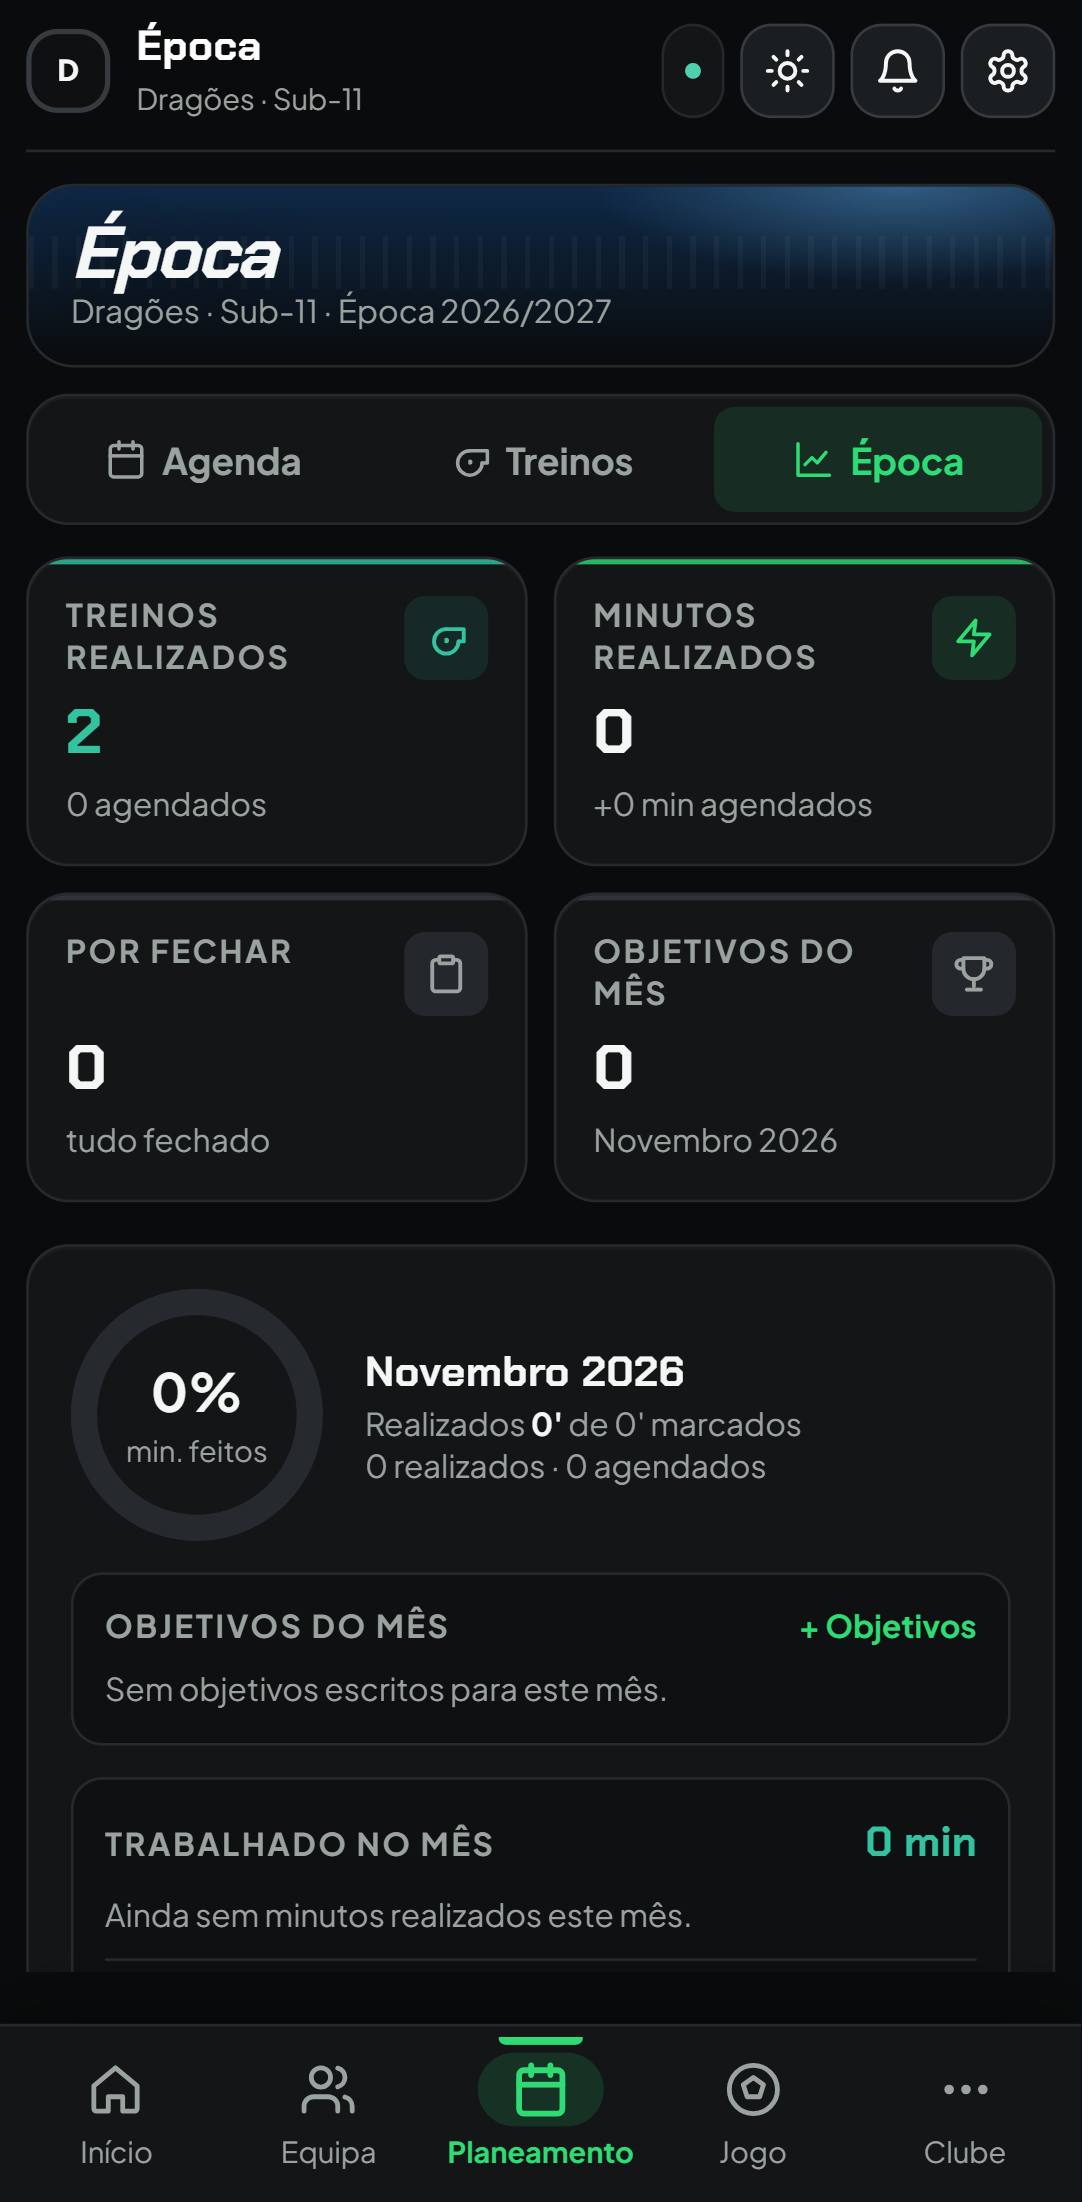 D
Época
Dragões · Sub-11
Época
Dragões · Sub-11 · Época 2026/2027
Agenda
Treinos
Época
TREINOS
REALIZADOS
2
0 agendados
MINUTOS
REALIZADOS
0
+0 min agendados
POR FECHAR
0
tudo fechado
OBJETIVOS DO
MÊS
0
Novembro 2026
0%
min. feitos
Novembro 2026
Realizados 0' de 0' marcados
0 realizados · 0 agendados
OBJETIVOS DO MÊS
+ Objetivos
Sem objetivos escritos para este mês.
TRABALHADO NO MÊS
0 min
Ainda sem minutos realizados este mês.
Início
Equipa
Planeamento
Jogo
Clube